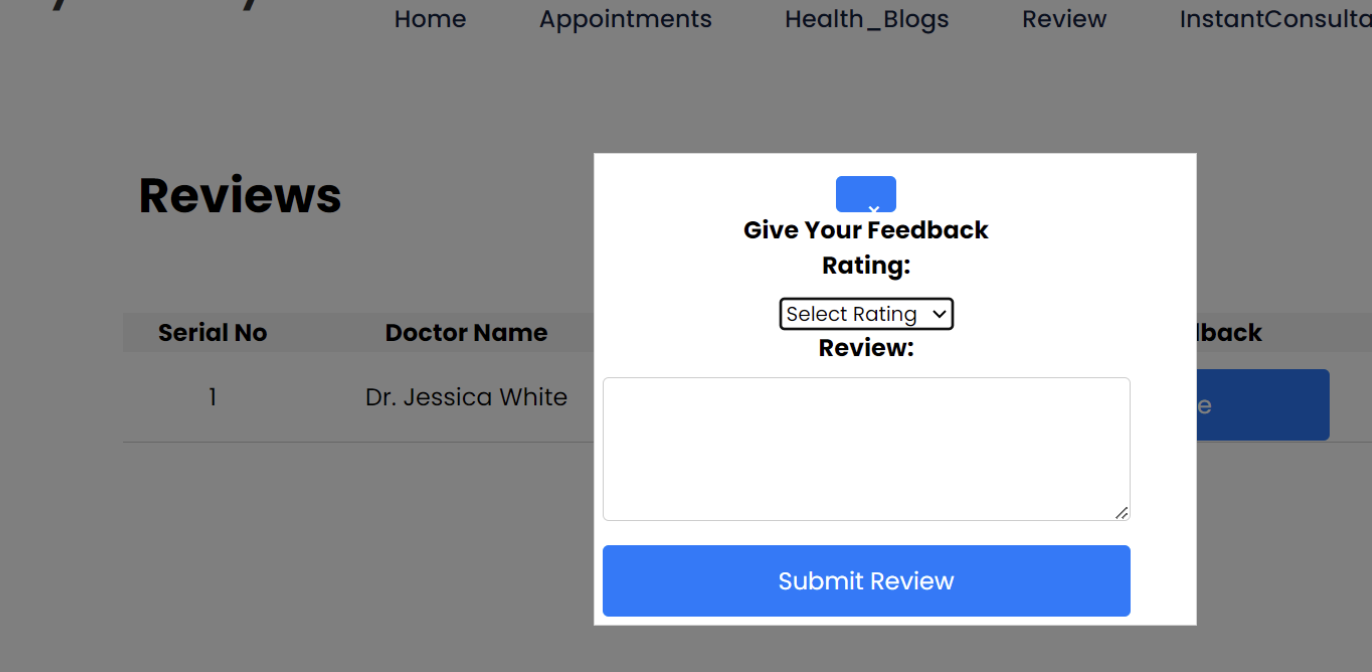 Home Appointments Health_Blogs Review InstantConsulta
Reviews
×
Give Your Feedback
Rating:
Select Rating
Review:
Serial No Doctor Name lback
1 Dr. Jessica White e
Submit Review